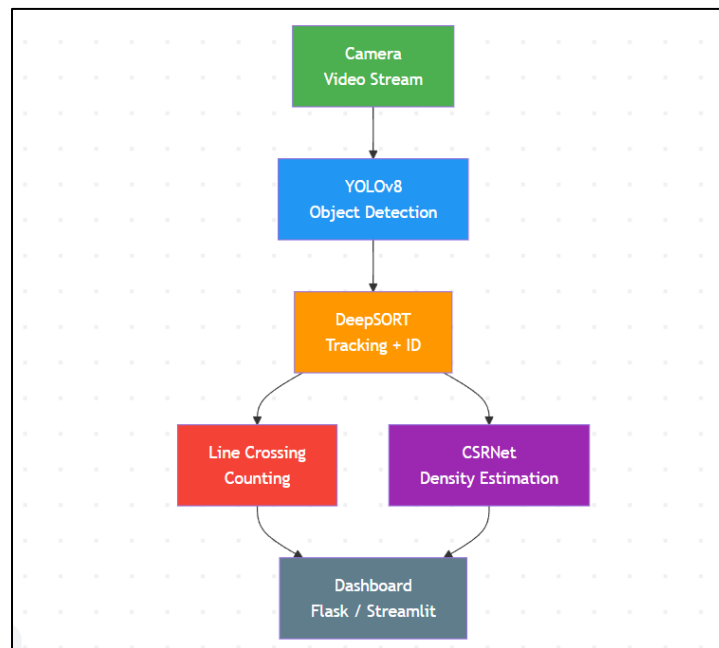 Camera
Video Stream
YOLOv8
Object Detection
DeepSORT
Tracking + ID
Line Crossing
Counting
CSRNet
Density Estimation
Dashboard
Flask / Streamlit